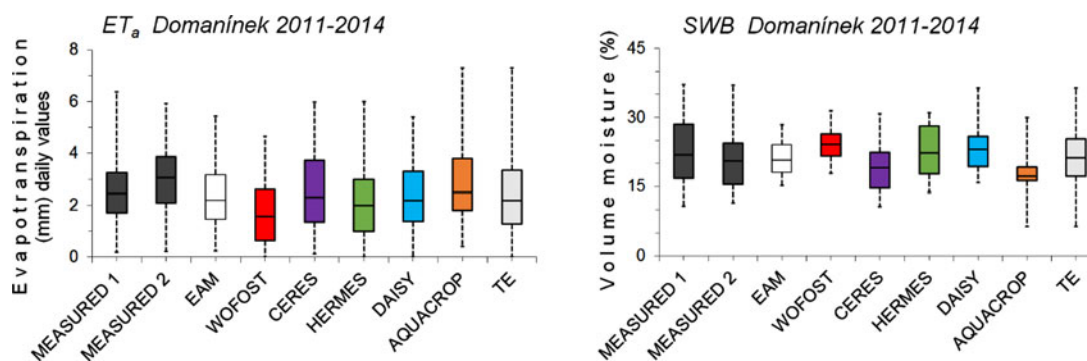 ETa Domanínek 2011-2014
Evapotranspiration
(mm) daily values
8
6
4
2
0
MEASURED 1
MEASURED 2
EAM
WOFOST
CERES
HERMES
DAISY
AQUACROP
TE
SWB Domanínek 2011-2014
Volume moisture (%)
45
30
15
0
MEASURED 1
MEASURED 2
EAM
WOFOST
CERES
HERMES
DAISY
AQUACROP
TE